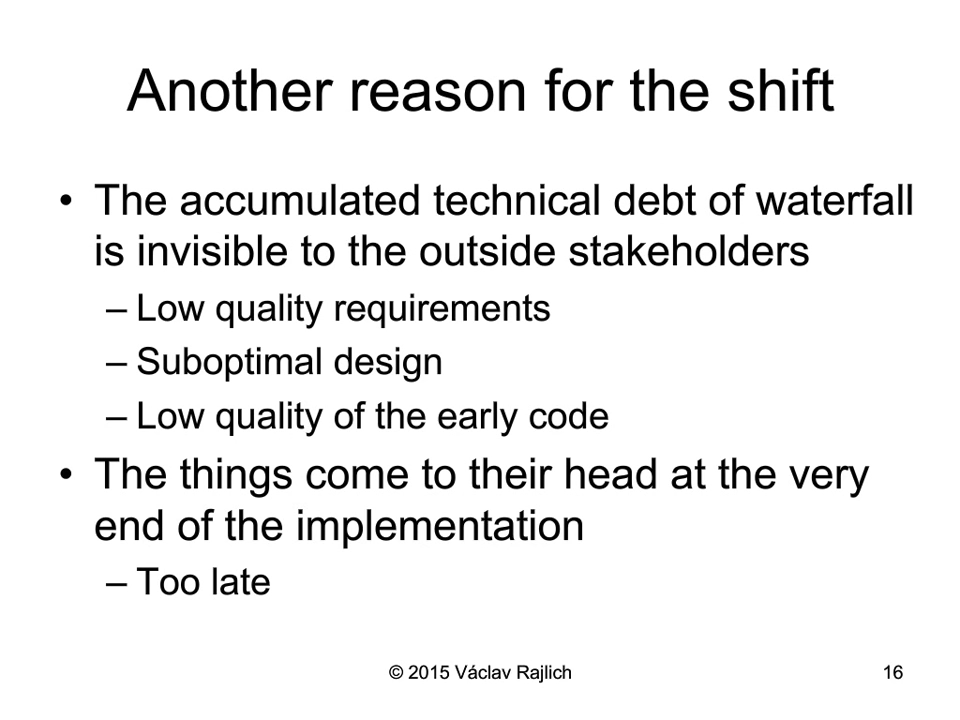 Another reason for the shift
• The accumulated technical debt of waterfall
is invisible to the outside stakeholders
– Low quality requirements
– Suboptimal design
– Low quality of the early code
• The things come to their head at the very
end of the implementation
– Too late
© 2015 Václav Rajlich 16